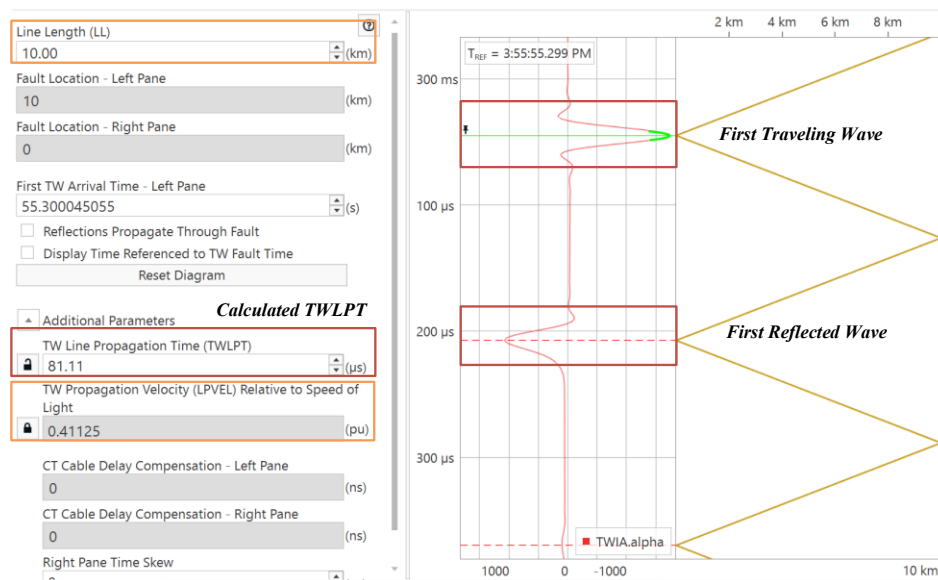 Line Length (LL)
10.00 (km)
Fault Location - Left Pane
10 (km)
Fault Location - Right Pane
0 (km)
First TW Arrival Time - Left Pane
55.300045055 (s)
Reflections Propagate Through Fault
Display Time Referenced to TW Fault Time
Reset Diagram
Calculated TWLPT
Additional Parameters
TW Line Propagation Time (TWLPT)
81.11 (µs)
TW Propagation Velocity (LPVEL) Relative to Speed of
Light
0.41125 (pu)
CT Cable Delay Compensation - Left Pane
0 (ns)
CT Cable Delay Compensation - Right Pane
0 (ns)
Right Pane Time Skew
2 km 4 km 6 km 8 km
TREF = 3:55:55.299 PM
300 ms
First Traveling Wave
100 µs
200 µs
First Reflected Wave
300 µs
TWIA.alpha
1000 0 -1000
10 km